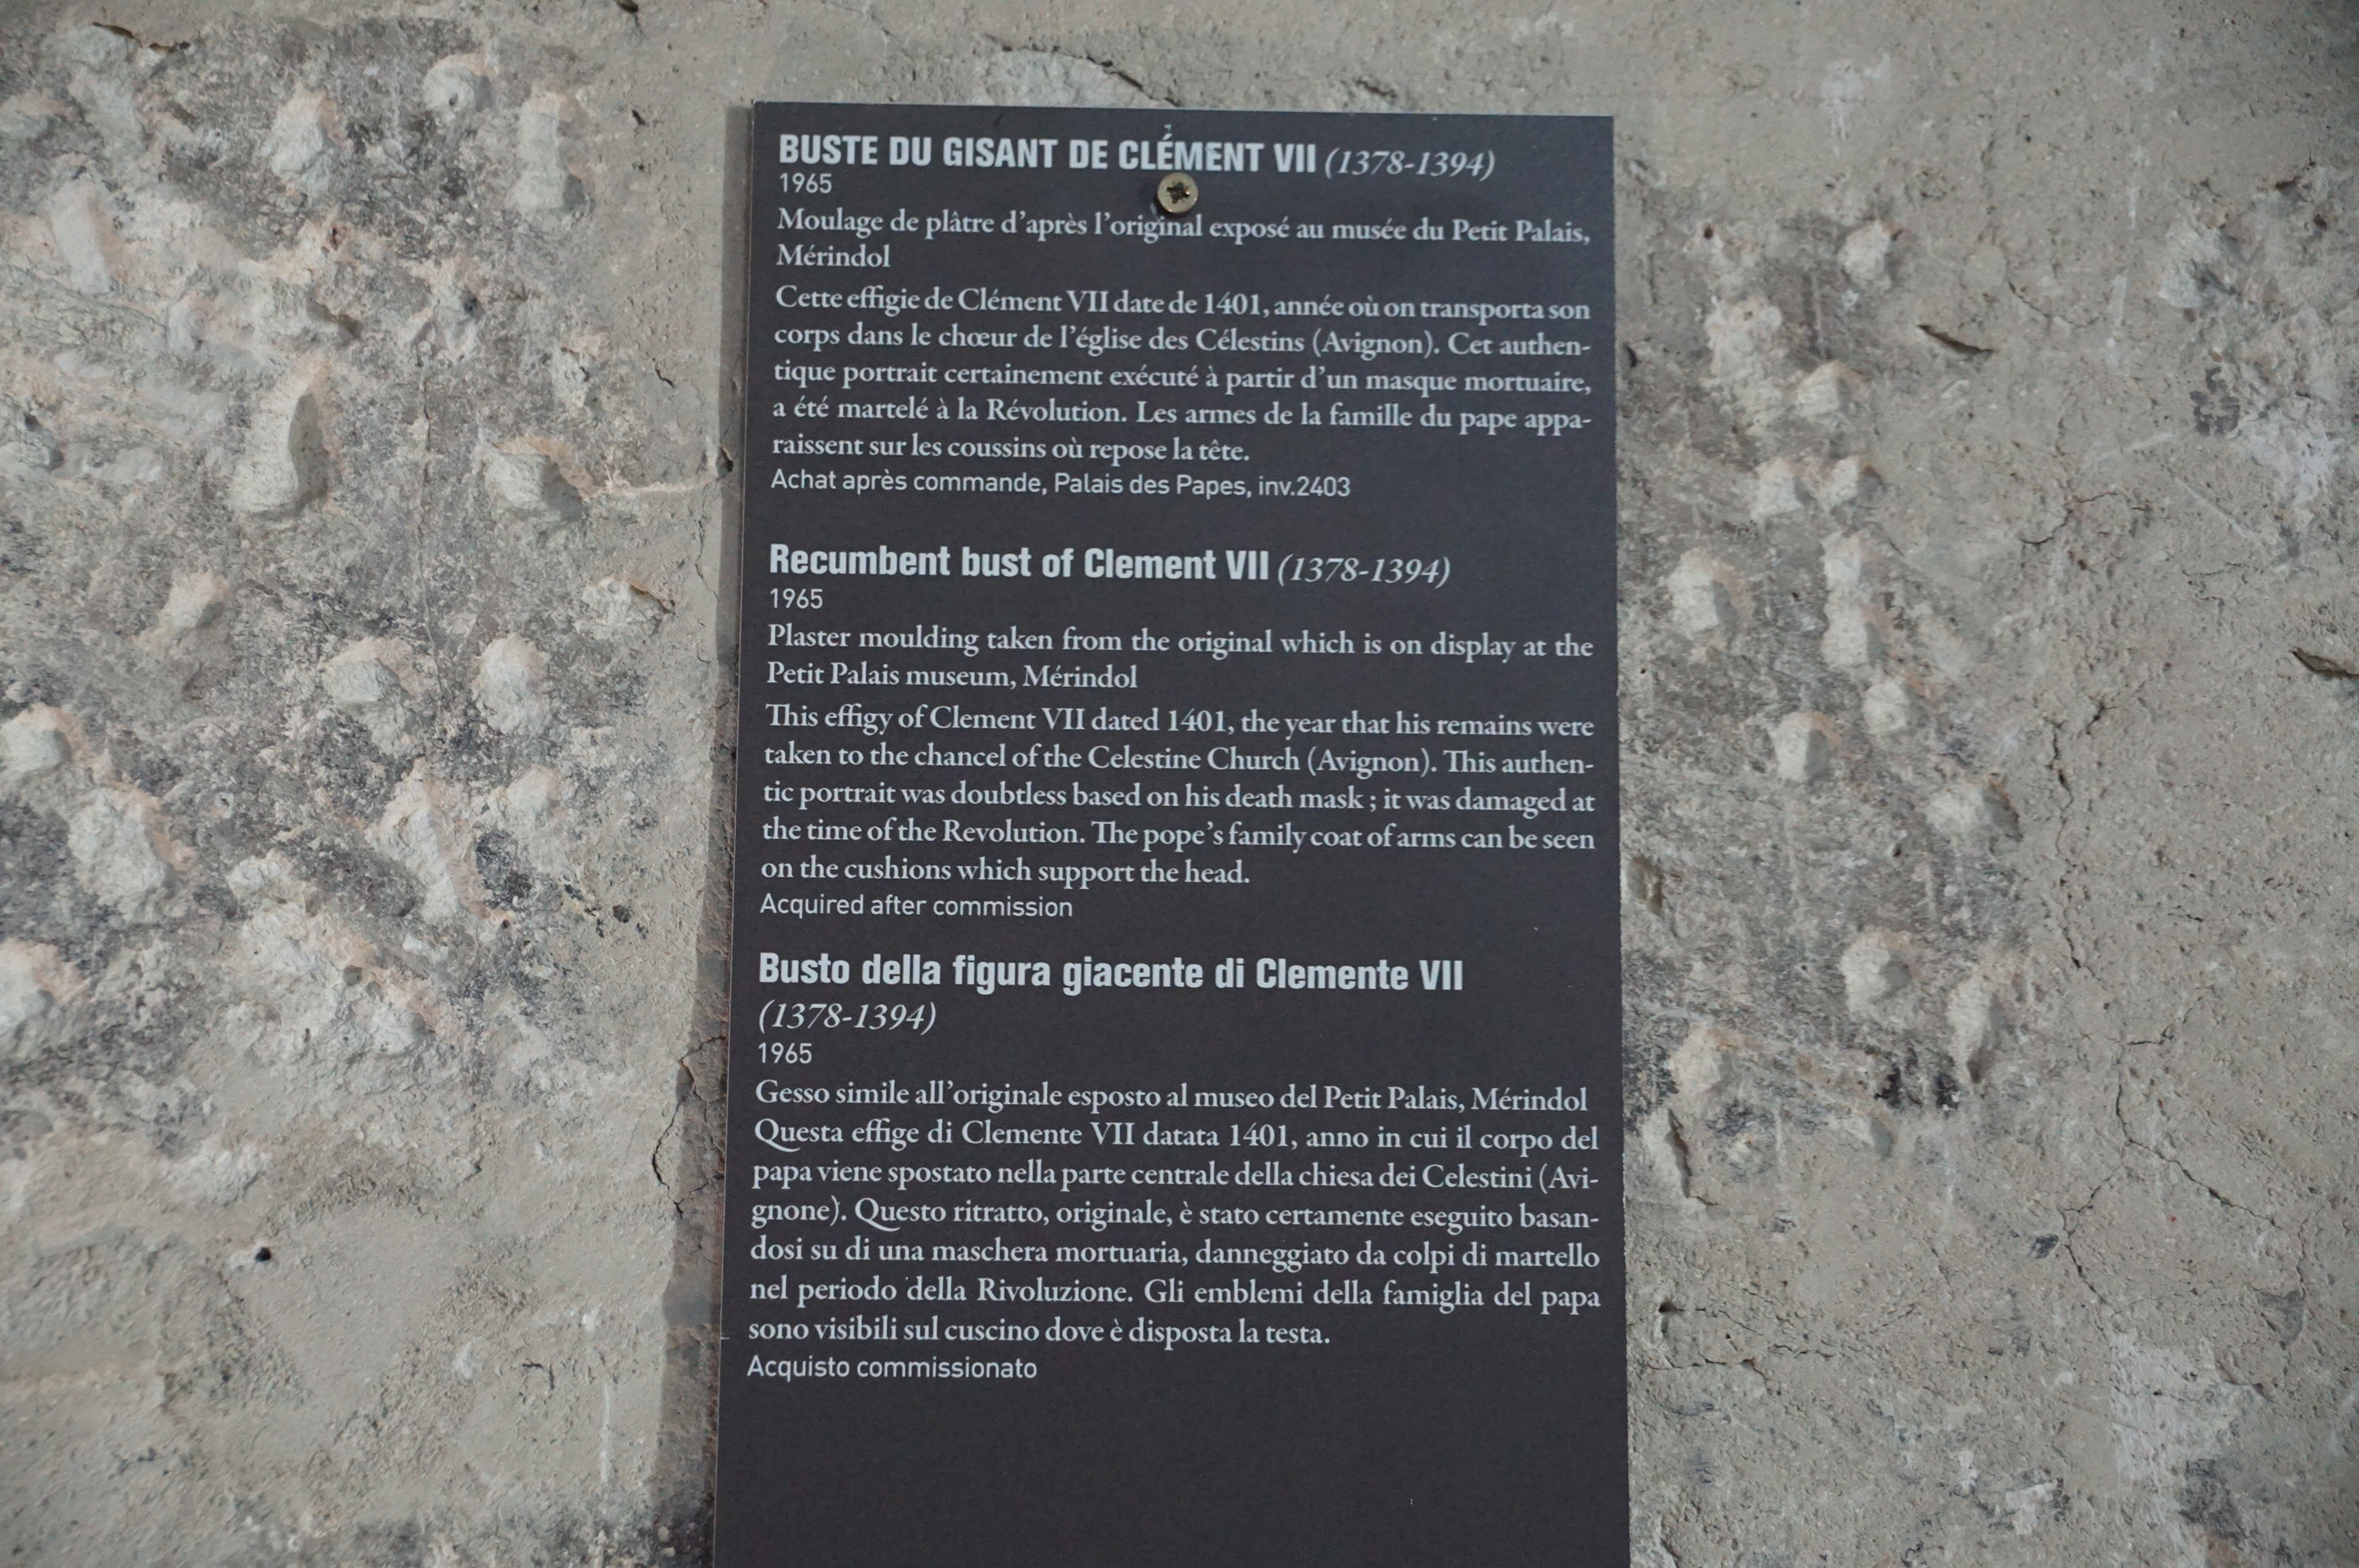 BUSTE DU GISANT DE CLÉMENT VII (1378-1394)
1965
Moulage de plâtre d'après l'original exposé au musée du Petit Palais,
Mérindol
Cette effigie de Clément VII date de 1401, année où on transporta son
corps dans le chœur de l'église des Célestins (Avignon). Cet authen-
tique portrait certainement exécuté à partir d'un masque mortuaire,
a été martelé à la Révolution. Les armes de la famille du pape appa-
raissent sur les coussins où repose la tête.
Achat après commande, Palais des Papes, inv.2403
Recumbent bust of Clement VII (1378-1394)
1965
Plaster moulding taken from the original which is on display at the
Petit Palais museum, Mérindol
This effigy of Clement VII dated 1401, the year that his remains were
taken to the chancel of the Celestine Church (Avignon). This authen-
tic portrait was doubtless based on his death mask ; it was damaged at
the time of the Revolution. The pope's family coat of arms can be seen
on the cushions which support the head.
Acquired after commission
Busto della figura giacente di Clemente VII
(1378-1394)
1965
Gesso simile all'originale esposto al museo del Petit Palais, Mérindol
Questa effige di Clemente VII datata 1401, anno in cui il corpo del
papa viene spostato nella parte centrale della chiesa dei Celestini (Avi-
gnone). Questo ritratto, originale, è stato certamente eseguito basan-
dosi su di una maschera mortuaria, danneggiato da colpi di martello
nel periodo della Rivoluzione. Gli emblemi della famiglia del papa
sono visibili sul cuscino dove è disposta la testa.
Acquisto commissionato